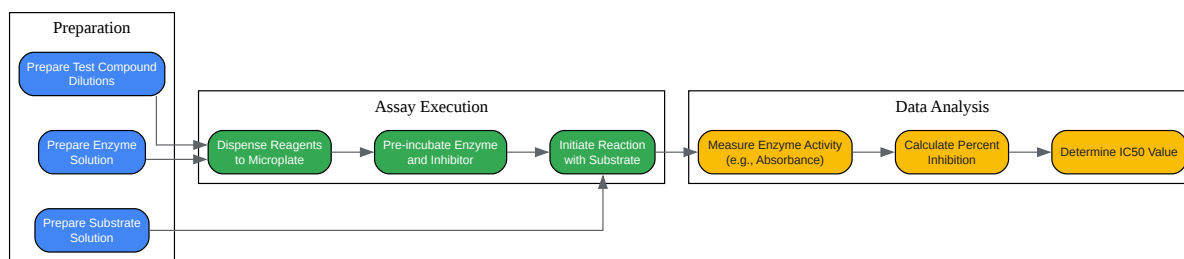 Preparation
Prepare Test Compound
Dilutions
Prepare Enzyme
Solution
Prepare Substrate
Solution
Assay Execution
Dispense Reagents
to Microplate
Pre-incubate Enzyme
and Inhibitor
Initiate Reaction
with Substrate
Data Analysis
Measure Enzyme Activity
(e.g., Absorbance)
Calculate Percent
Inhibition
Determine IC50 Value